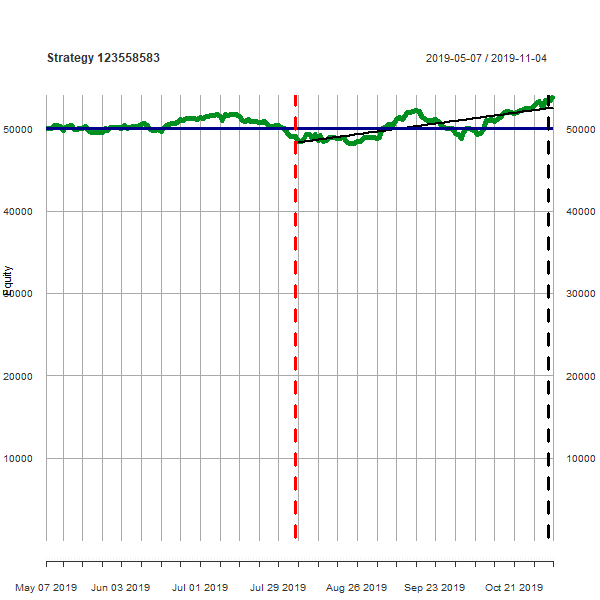 Strategy 123558583
2019-05-07 / 2019-11-04
50000
50000
40000
40000
Equity
30000
30000
20000
20000
10000
10000
May 07 2019
Jun 03 2019
Jul 01 2019
Jul 29 2019
Aug 26 2019
Sep 23 2019
Oct 21 2019